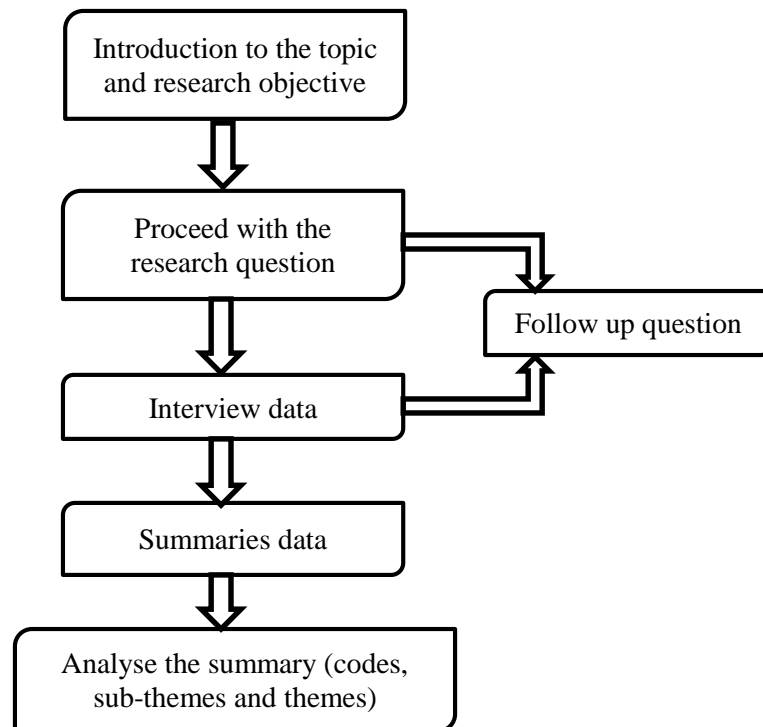 Introduction to the topic
and research objective
Proceed with the
research question
Follow up question
Interview data
Summaries data
Analyse the summary (codes,
sub-themes and themes)